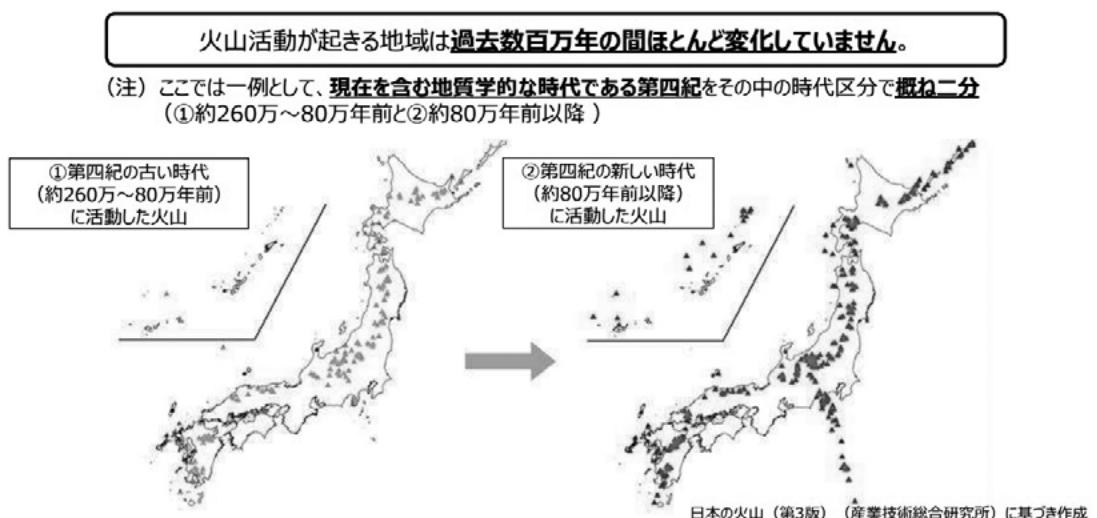 火山活動が起きる地域は過去数百万年の間ほとんど変化していません。
（注）ここでは一例として、現在を含む地質学的な時代である第四紀をその中の時代区分で概ね二分
（①約260万～80万年前と②約80万年前以降 ）
①第四紀の古い時代
（約260万～80万年前）
に活動した火山
②第四紀の新しい時代
（約80万年前以降）
に活動した火山
日本の火山（第3版）（産業技術総合研究所）に基づき作成